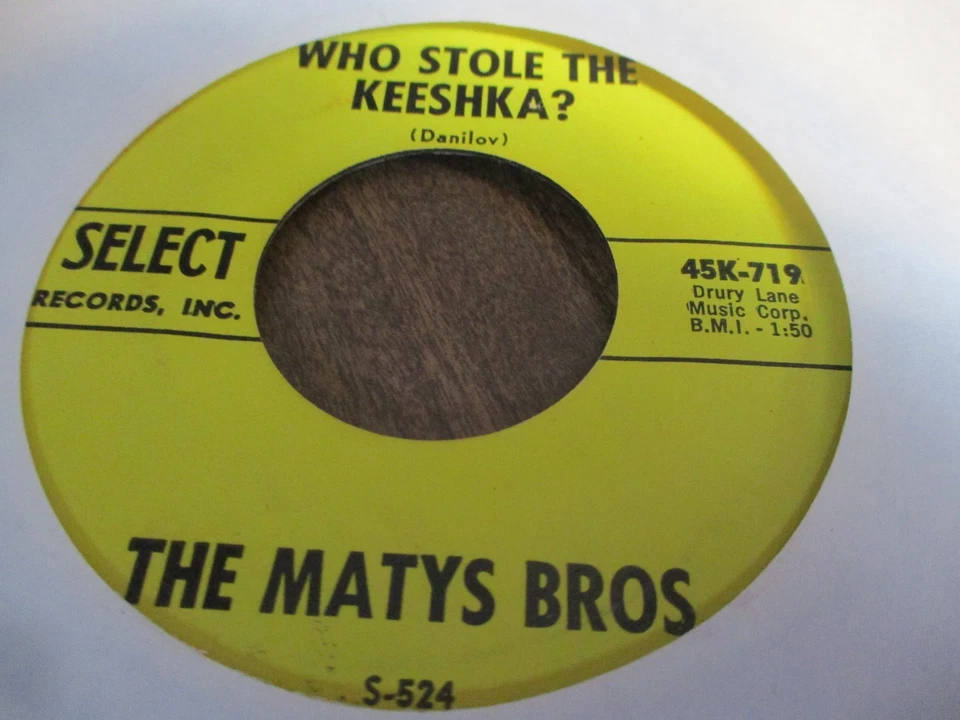 WHO STOLE THE
KEESHKA?
(Danilov)
SELECT
RECORDS, INC.
45K-719
Drury Lane
Music Corp.
B.M.I. - 1:50
THE MATYS BROS
S-524